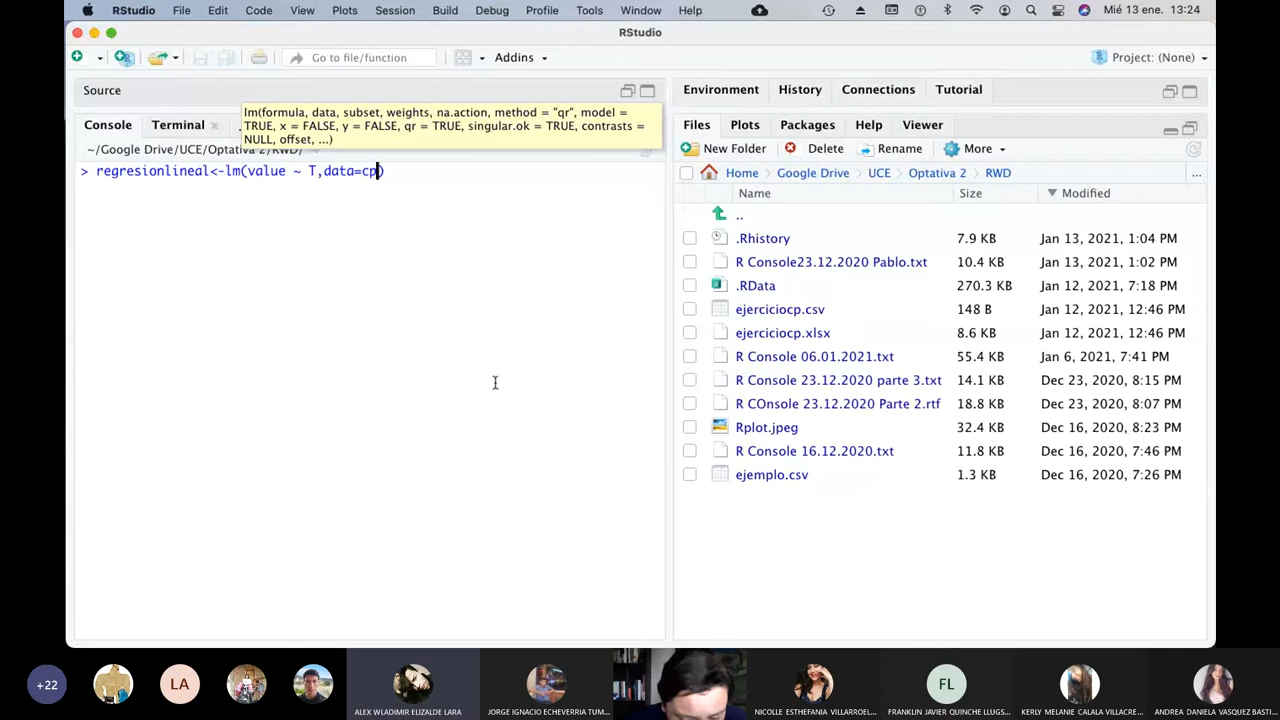 RStudio File Edit Code View Plots Session Build Debug Profile Tools Window Help Mié 13 ene. 13:24
RStudio
Go to file/function Addins Project: (None)
Source
Environment History Connections Tutorial
lm(formula, data, subset, weights, na.action, method = "qr", model =
TRUE, x = FALSE, y = FALSE, qr = TRUE, singular.ok = TRUE, contrasts =
NULL, offset, ...)
Console Terminal
Files Plots Packages Help Viewer
~/Google Drive/UCE/Optativa 2/RWD/
New Folder Delete Rename More
> regresionlineal<-lm(value ~ T,data=cp)
Home Google Drive UCE Optativa 2 RWD ...
Name Size Modified
..
.Rhistory 7.9 KB Jan 13, 2021, 1:04 PM
R Console23.12.2020 Pablo.txt 10.4 KB Jan 13, 2021, 1:02 PM
.RData 270.3 KB Jan 12, 2021, 7:18 PM
ejerciciocp.csv 148 B Jan 12, 2021, 12:46 PM
ejerciciocp.xlsx 8.6 KB Jan 12, 2021, 12:46 PM
R Console 06.01.2021.txt 55.4 KB Jan 6, 2021, 7:41 PM
R Console 23.12.2020 parte 3.txt 14.1 KB Dec 23, 2020, 8:15 PM
R COnsole 23.12.2020 Parte 2.rtf 18.8 KB Dec 23, 2020, 8:07 PM
Rplot.jpeg 32.4 KB Dec 16, 2020, 8:23 PM
R Console 16.12.2020.txt 11.8 KB Dec 16, 2020, 7:46 PM
ejemplo.csv 1.3 KB Dec 16, 2020, 7:26 PM
+22 LA FL
ALEX WLADIMIR ELIZALDE LARA JORGE IGNACIO ECHEVERRIA TUM... NICOLLE ESTHEFANIA VILLARROEL... FRANKLIN JAVIER QUINCHE LLUGS... KERLY MELANIE CALALA VILLACRE... ANDREA DANIELA VASQUEZ BASTI...